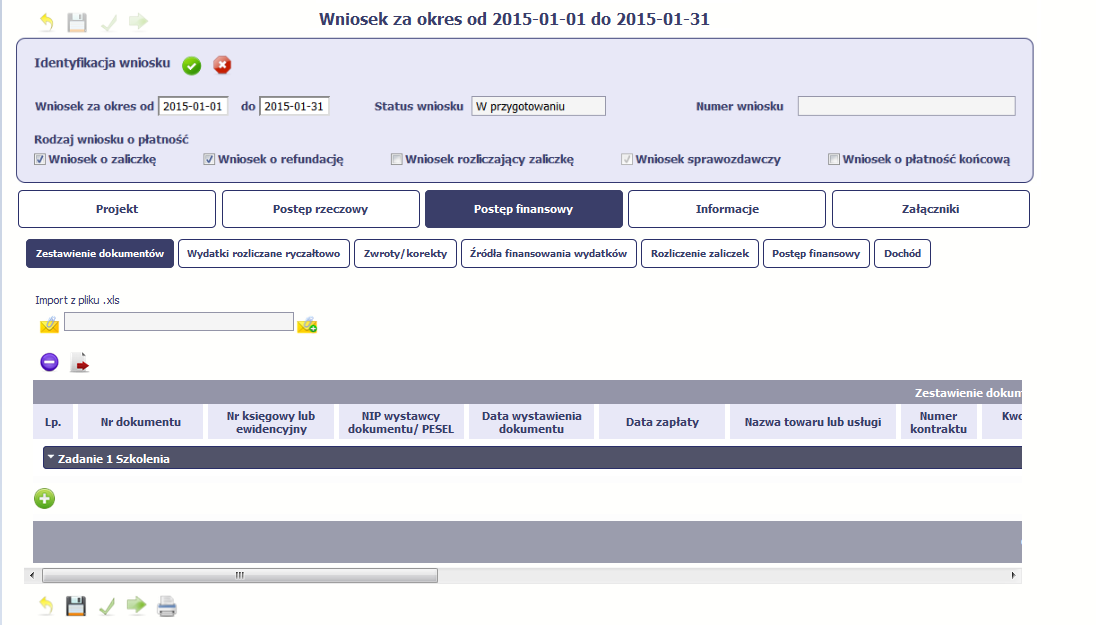 Wniosek za okres od 2015-01-01 do 2015-01-31
Identyfikacja wniosku
Wniosek za okres od 2015-01-01 do 2015-01-31 Status wniosku W przygotowaniu Numer wniosku
Rodzaj wniosku o płatność
Wniosek o zaliczkę Wniosek o refundację Wniosek rozliczający zaliczkę Wniosek sprawozdawczy Wniosek o płatność końcową
Projekt Postęp rzeczowy Postęp finansowy Informacje Załączniki
Zestawienie dokumentów Wydatki rozliczane ryczałtowo Zwroty/korekty Źródła finansowania wydatków Rozliczenie zaliczek Postęp finansowy Dochód
Import z pliku .xls
Zestawienie dokum
Lp. Nr dokumentu Nr księgowy lub ewidencyjny NIP wystawcy dokumentu/ PESEL Data wystawienia dokumentu Data zapłaty Nazwa towaru lub usługi Numer kontraktu Kwo
Zadanie 1 Szkolenia